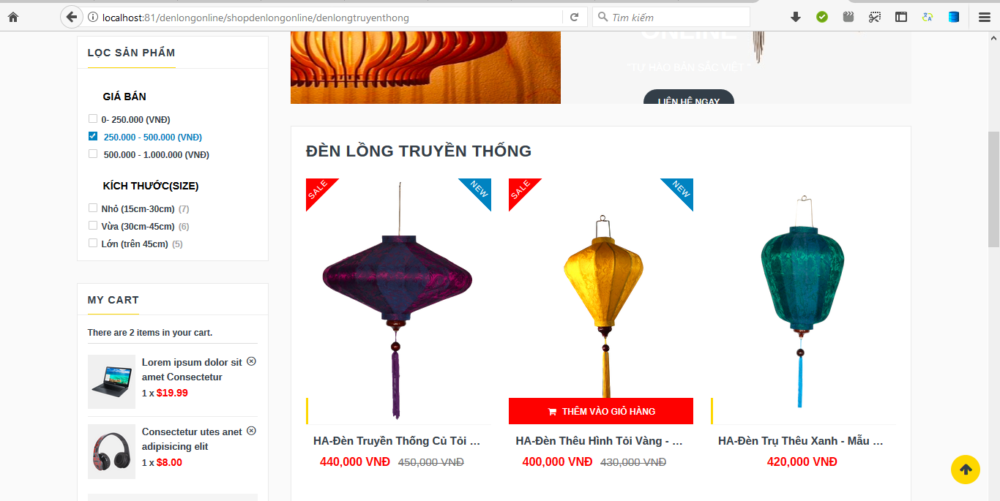 localhost:81/denlongonline/shopdenlongonline/denlongtruyenthong
Tìm kiếm
ONLINE
"TỰ HÀO BẢN SẮC VIỆT "
LIÊN HỆ NGAY
LỌC SẢN PHẨM
GIÁ BÁN
0- 250.000 (VNĐ)
250.000 - 500.000 (VNĐ)
500.000 - 1.000.000 (VNĐ)
KÍCH THƯỚC(SIZE)
Nhỏ (15cm-30cm) (7)
Vừa (30cm-45cm) (6)
Lớn (trên 45cm) (5)
MY CART
There are 2 items in your cart.
Lorem ipsum dolor sit
amet Consectetur
1 x $19.99
Consectetur utes anet
adipisicing elit
1 x $8.00
ĐÈN LỒNG TRUYỀN THỐNG
SALE
NEW
SALE
NEW
THÊM VÀO GIỎ HÀNG
HA-Đèn Truyền Thống Củ Tỏi ...
440,000 VNĐ 450,000 VNĐ
HA-Đèn Thêu Hình Tỏi Vàng - ...
400,000 VNĐ 430,000 VNĐ
HA-Đèn Trụ Thêu Xanh - Mẫu ...
420,000 VNĐ